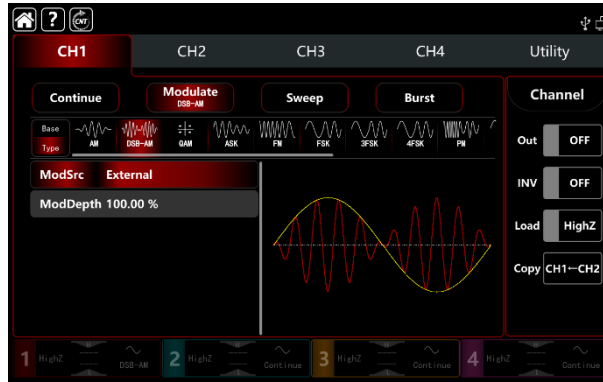 ? CNT
CH1 CH2 CH3 CH4 Utility
Continue Modulate Sweep Burst Channel
DSB-AM
Base
Type
AM DSB-AM QAM ASK FM FSK 3FSK 4FSK PM
Out OFF
ModSrc External
INV OFF
ModDepth 100.00 %
Load HighZ
Copy CH1←CH2
1 HighZ DSB-AM 2 HighZ Continue 3 HighZ Continue 4 HighZ Continue